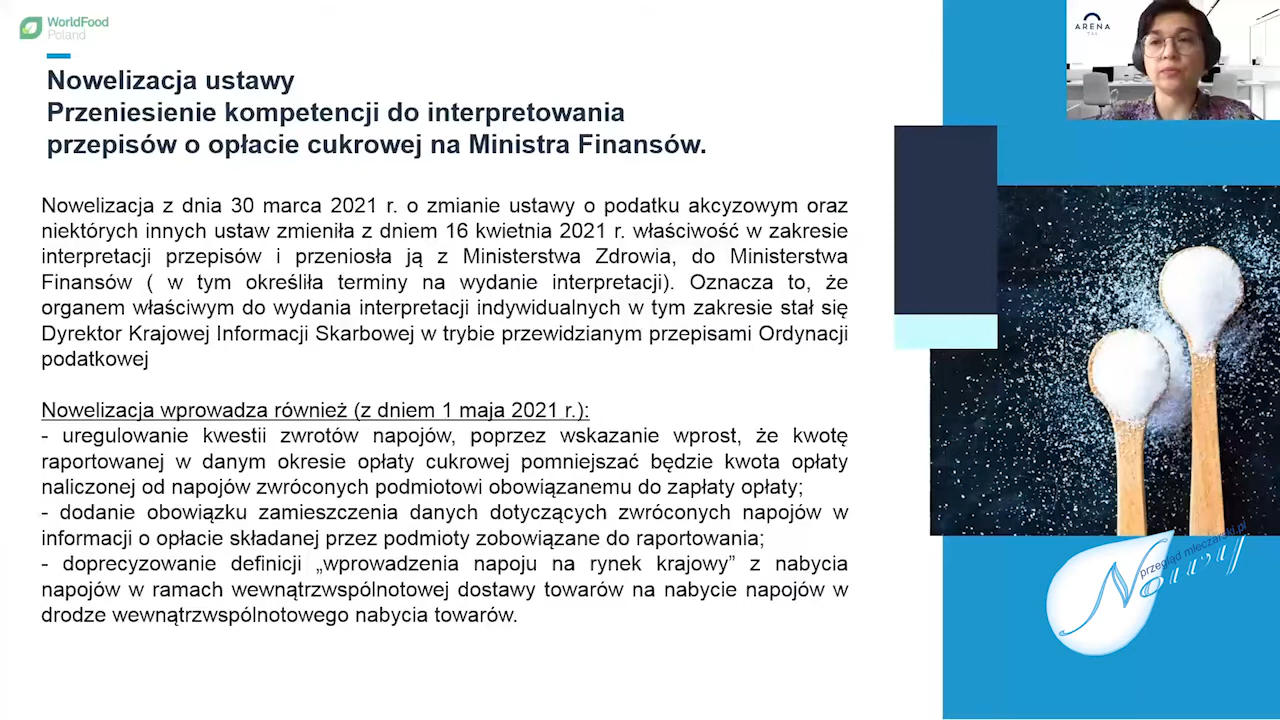 WorldFood
Poland
ARENA
TAX
Nowelizacja ustawy
Przeniesienie kompetencji do interpretowania
przepisów o opłacie cukrowej na Ministra Finansów.
Nowelizacja z dnia 30 marca 2021 r. o zmianie ustawy o podatku akcyzowym oraz
niektórych innych ustaw zmieniła z dniem 16 kwietnia 2021 r. właściwość w zakresie
interpretacji przepisów i przeniosła ją z Ministerstwa Zdrowia, do Ministerstwa
Finansów ( w tym określiła terminy na wydanie interpretacji). Oznacza to, że
organem właściwym do wydania interpretacji indywidualnych w tym zakresie stał się
Dyrektor Krajowej Informacji Skarbowej w trybie przewidzianym przepisami Ordynacji
podatkowej
Nowelizacja wprowadza również (z dniem 1 maja 2021 r.):
- uregulowanie kwestii zwrotów napojów, poprzez wskazanie wprost, że kwotę
raportowanej w danym okresie opłaty cukrowej pomniejszać będzie kwota opłaty
naliczonej od napojów zwróconych podmiotowi obowiązanemu do zapłaty opłaty;
- dodanie obowiązku zamieszczenia danych dotyczących zwróconych napojów w
informacji o opłacie składanej przez podmioty zobowiązane do raportowania;
- doprecyzowanie definicji „wprowadzenia napoju na rynek krajowy” z nabycia
napojów w ramach wewnątrzwspólnotowej dostawy towarów na nabycie napojów w
drodze wewnątrzwspólnotowego nabycia towarów.
przegląd mleczarski.pl
Nowy